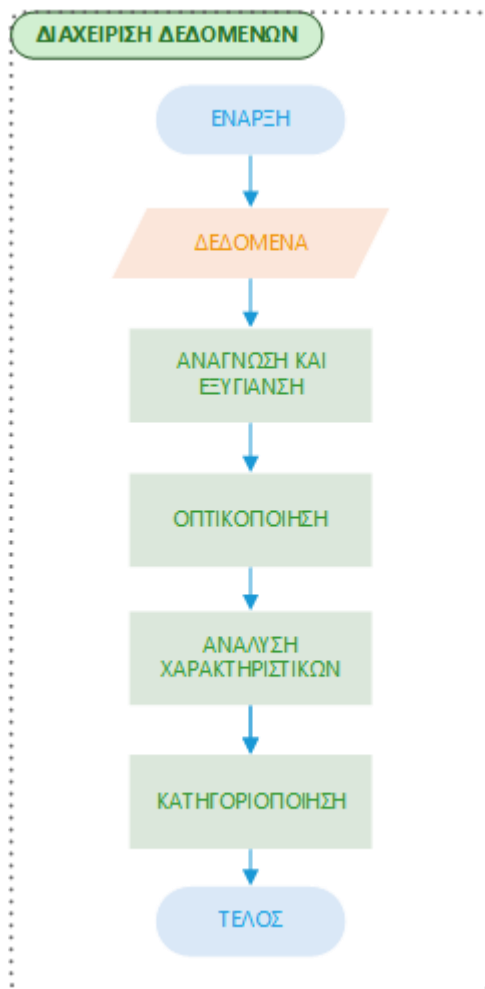 ΔΙΑΧΕΙΡΙΣΗ ΔΕΔΟΜΕΝΩΝ
ΕΝΑΡΞΗ
ΔΕΔΟΜΕΝΑ
ΑΝΑΓΝΩΣΗ ΚΑΙ
ΕΞΥΓΙΑΝΣΗ
ΟΠΤΙΚΟΠΟΙΗΣΗ
ΑΝΑΛΥΣΗ
ΧΑΡΑΚΤΗΡΙΣΤΙΚΩΝ
ΚΑΤΗΓΟΡΙΟΠΟΙΗΣΗ
ΤΕΛΟΣ